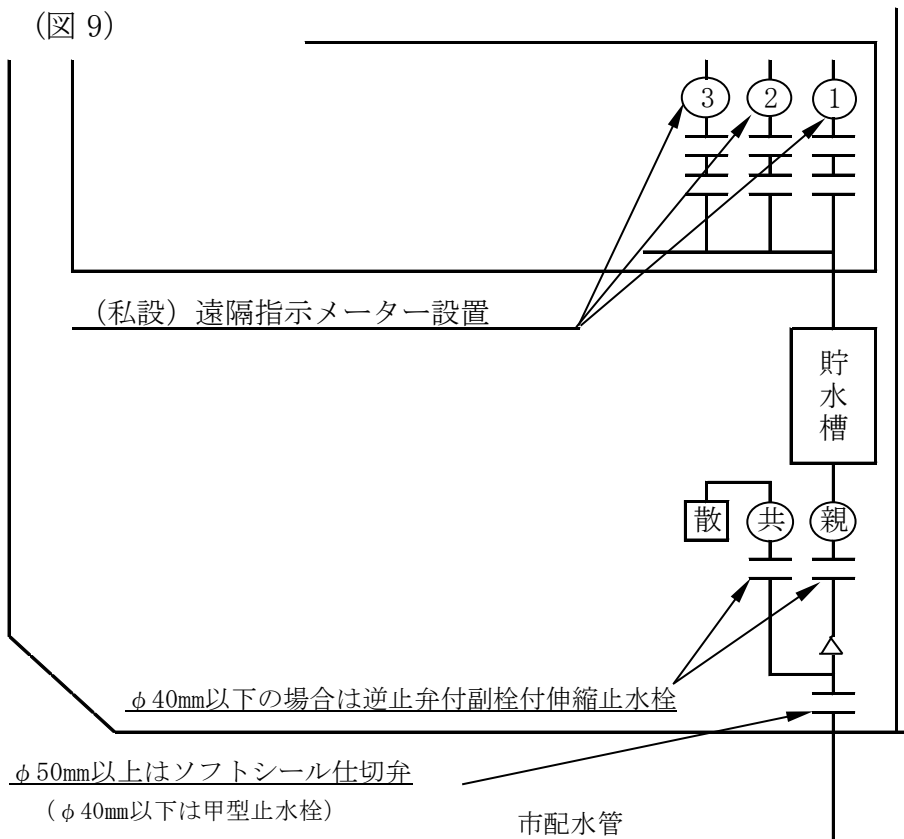 (図 9)
3 2 1
（私設）遠隔指示メーター設置
貯水槽
散 共 親
φ40mm以下の場合は逆止弁付副栓付伸縮止水栓
φ50mm以上はソフトシール仕切弁
（φ40mm以下は甲型止水栓）
市配水管